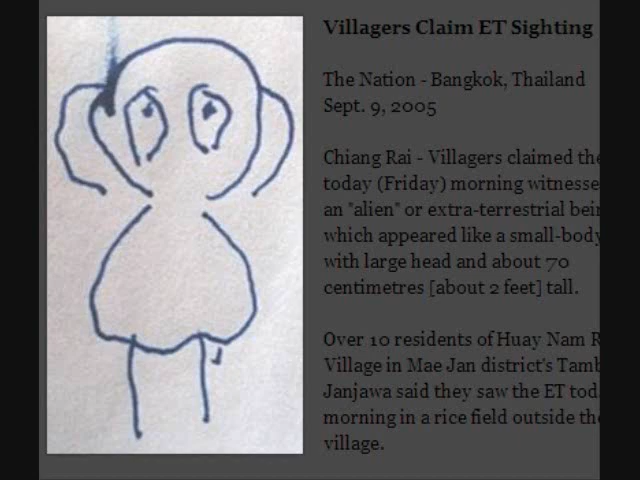 Villagers Claim ET Sighting
The Nation - Bangkok, Thailand
Sept. 9, 2005
Chiang Rai - Villagers claimed
today (Friday) morning
an "alien" or extra-terrestrial
which appeared like a small-body
with large head and about 70
centimetres [about 2 feet] tall.
Over 10 residents of Huay Nam
Village in Mae Jan district's
Janjawa said they saw the ET
morning in a rice field outside
village.